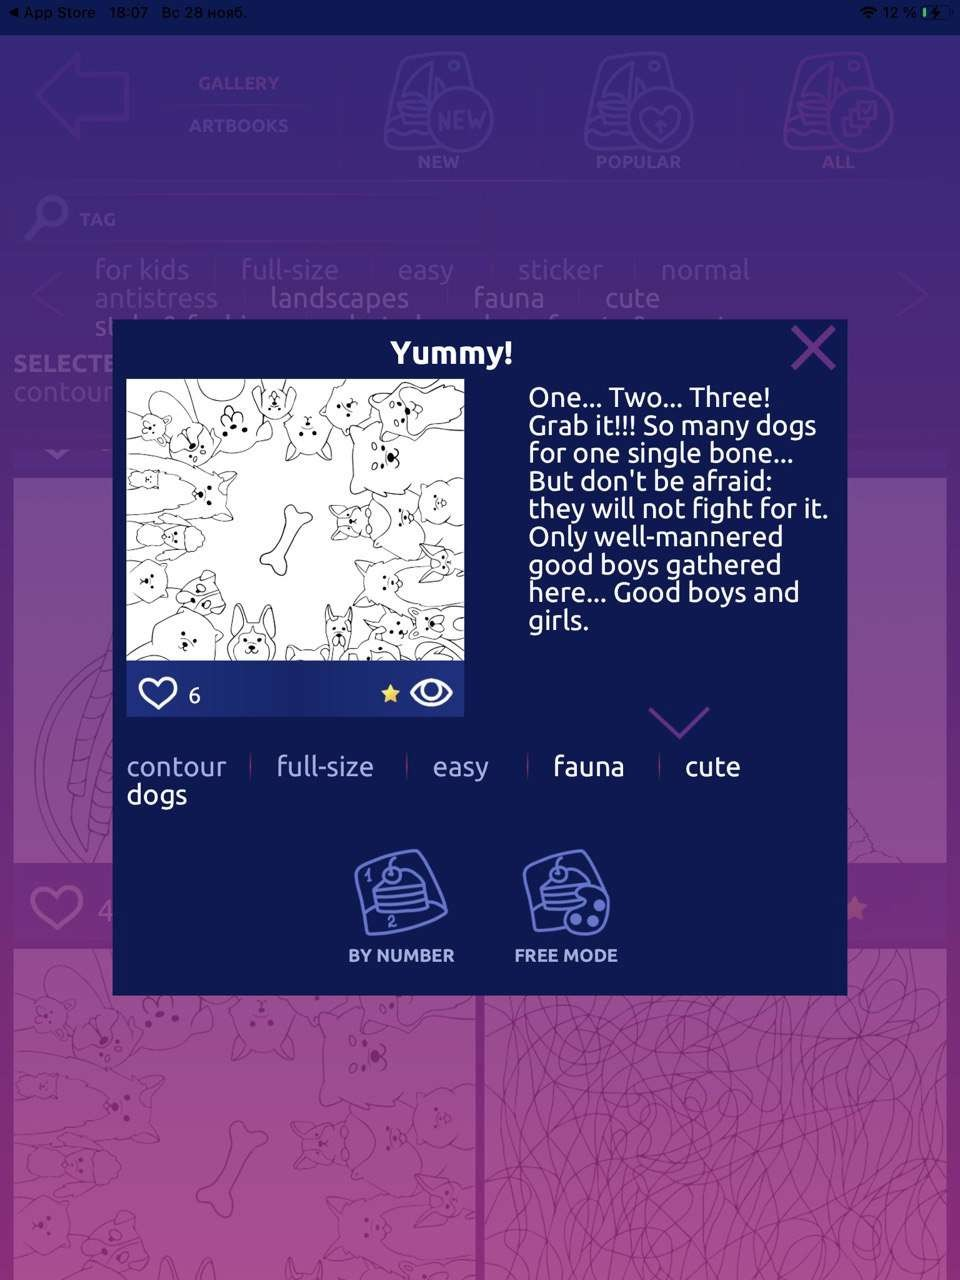 App Store 18:07 Вс 28 нояб. 12 %
GALLERY
ARTBOOKS
NEW
NEW
POPULAR
ALL
TAG
for kids full-size easy sticker normal
antistress landscapes fauna cute
SELECTE
contour
Yummy!
One... Two... Three!
Grab it!!! So many dogs
for one single bone...
But don't be afraid:
they will not fight for it.
Only well-mannered
good boys gathered
here... Good boys and
girls.
6
contour full-size easy fauna cute
dogs
4
1
2
BY NUMBER FREE MODE